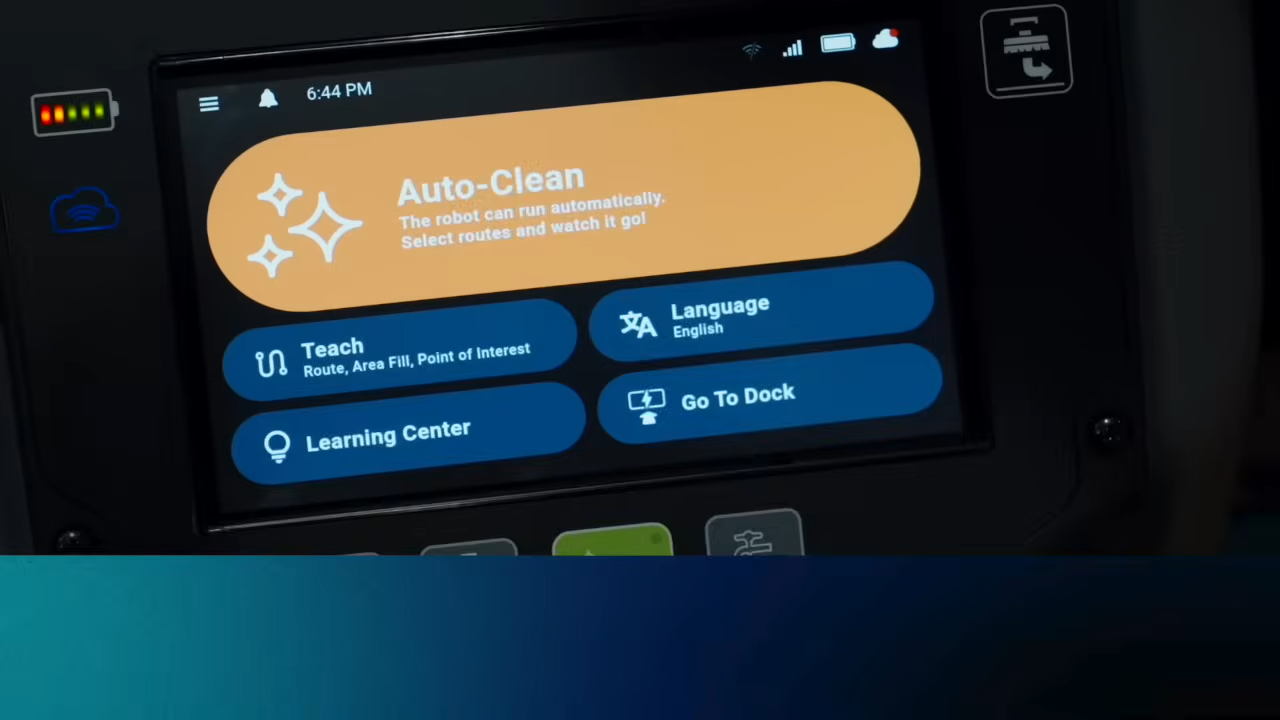 6:44 PM
Auto-Clean
The robot can run automatically.
Select routes and watch it go!
Teach
Route, Area Fill, Point of Interest
Language
English
Learning Center
Go To Dock